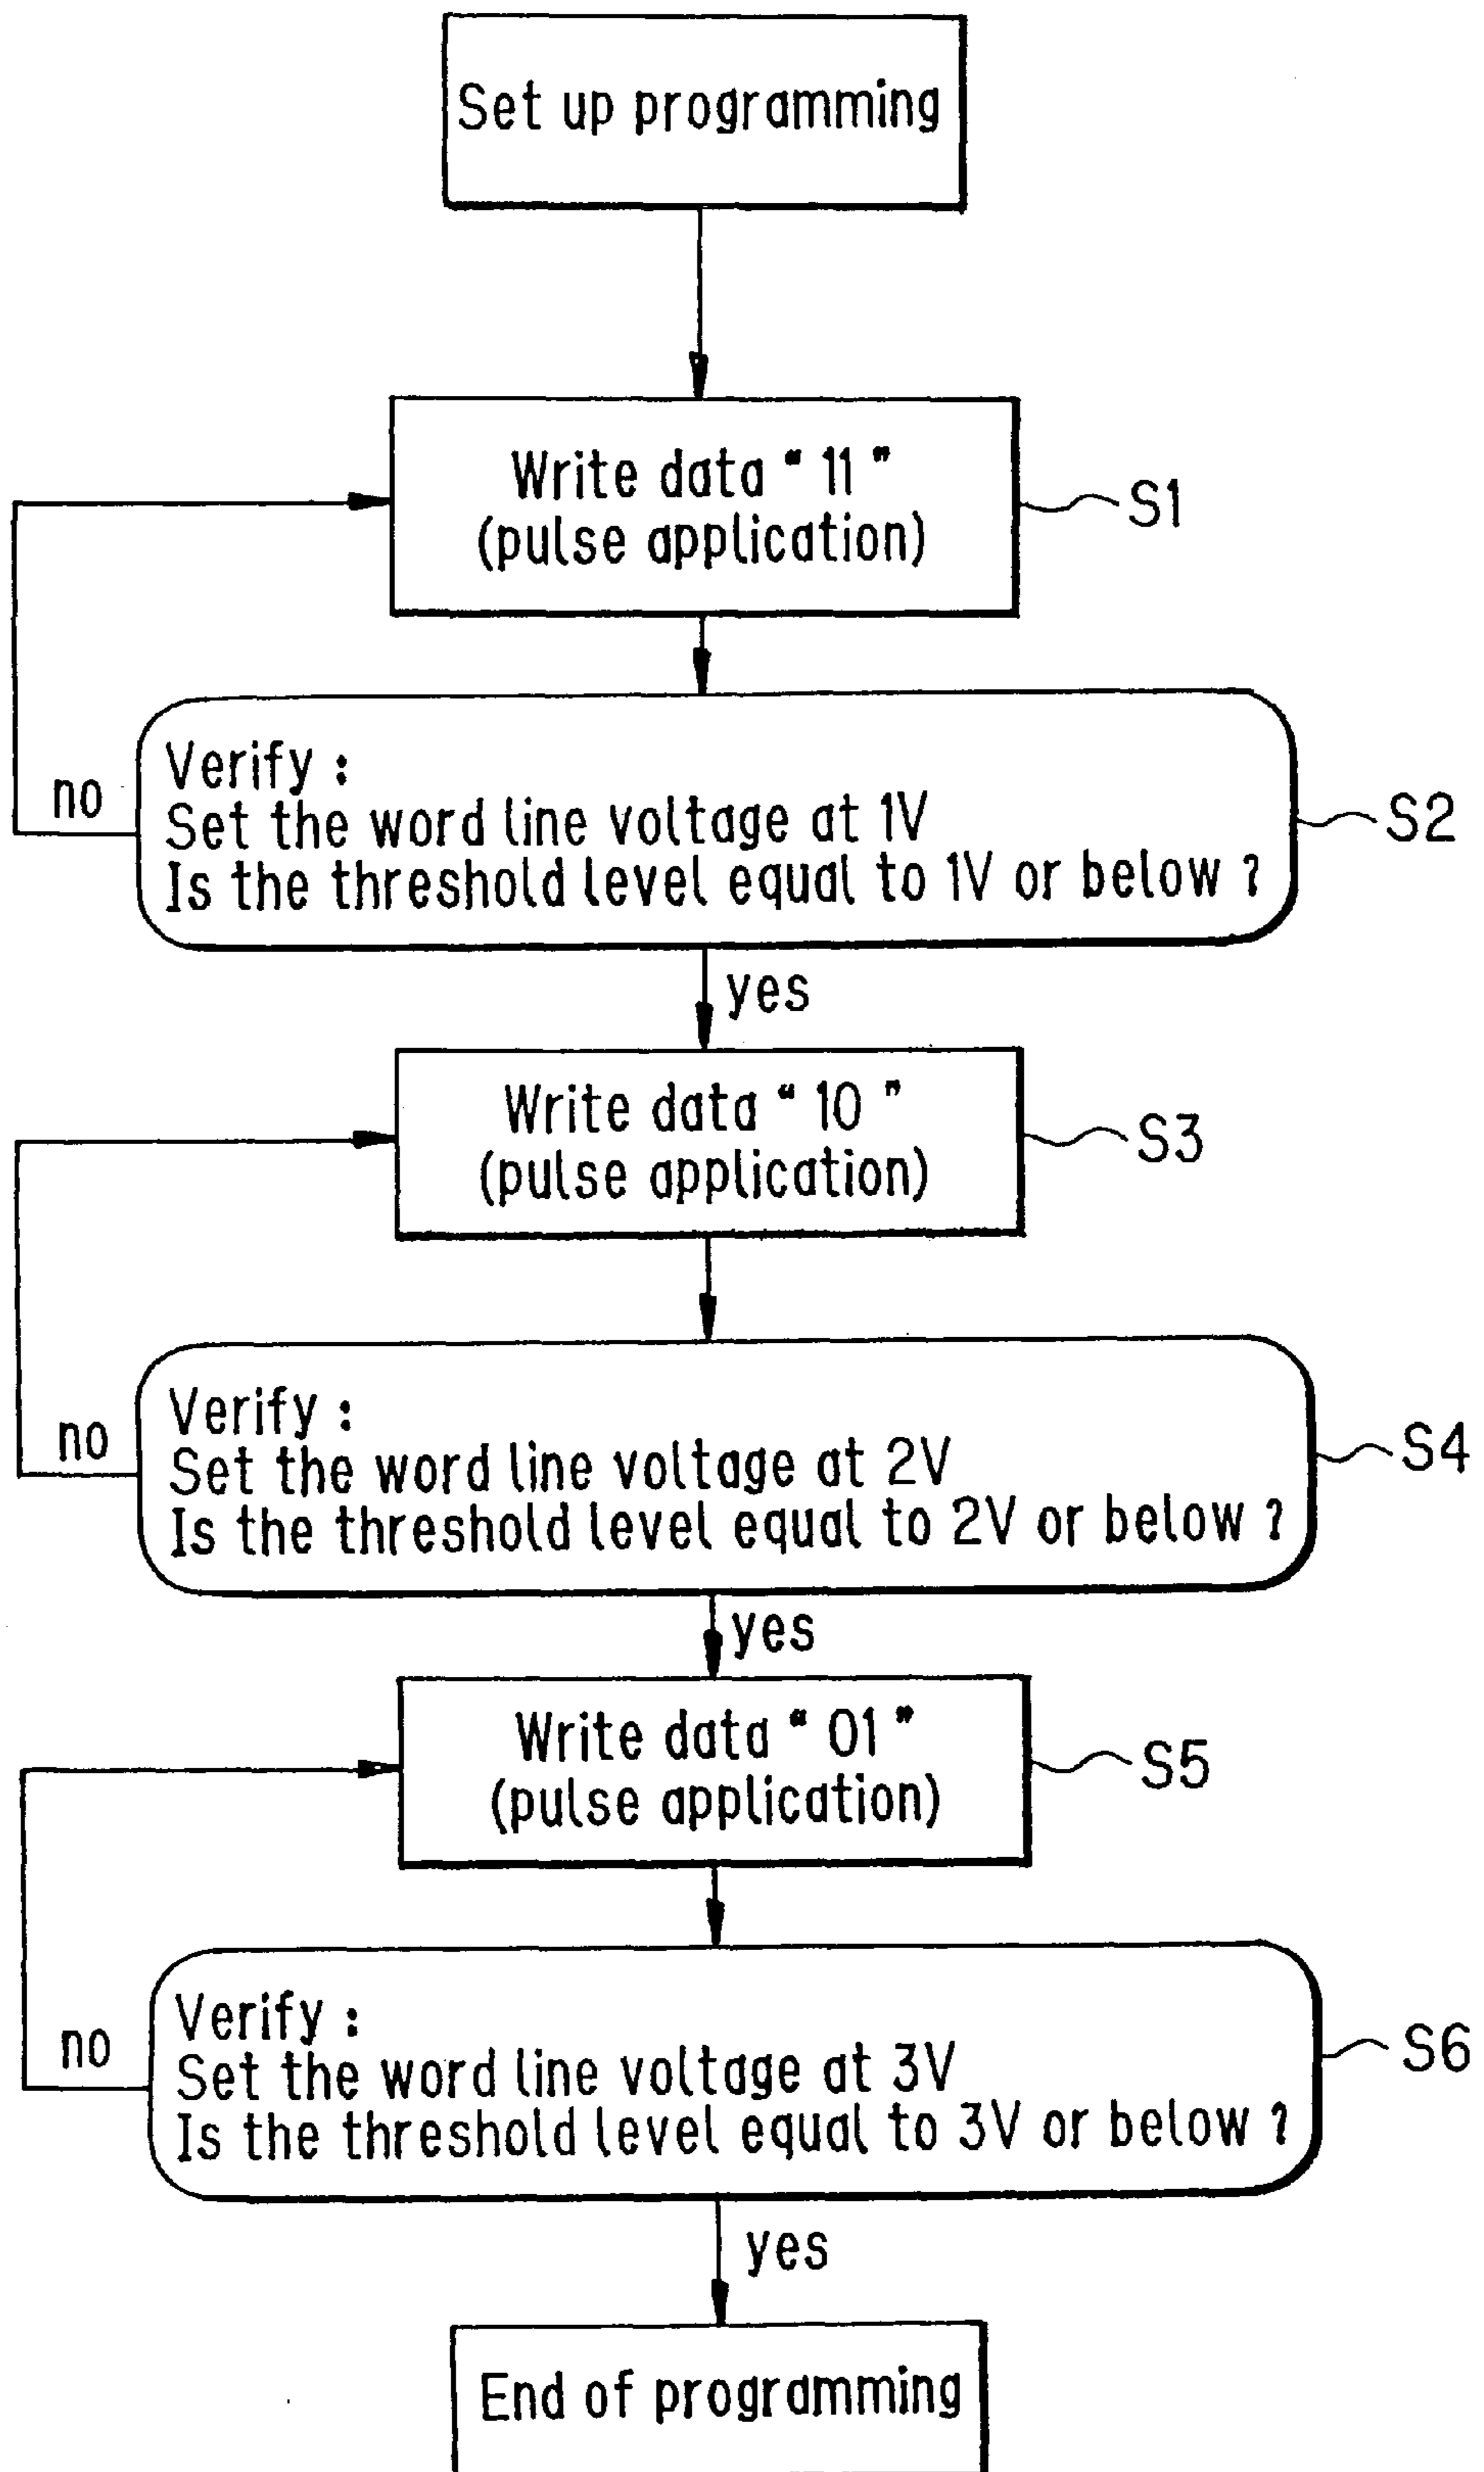 Set up programming
Write data “ 11 ”
(pulse application)
S1
Verify :
Set the word line voltage at 1V
Is the threshold level equal to 1V or below ?
no
S2
yes
Write data “ 10 ”
(pulse application)
S3
Verify :
Set the word line voltage at 2V
Is the threshold level equal to 2V or below ?
no
S4
yes
Write data “ 01 ”
(pulse application)
S5
Verify :
Set the word line voltage at 3V
Is the threshold level equal to 3V or below ?
no
S6
yes
End of programming